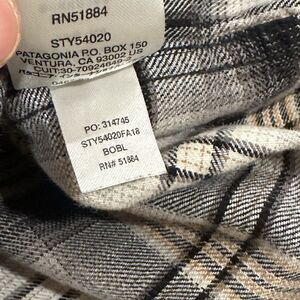 RN51884
STY54020
PATAGONIA P.O. BOX 150
VENTURA, CA 93002 US
PO: 314745
STY54020FA18
BOBL
RN# 51884